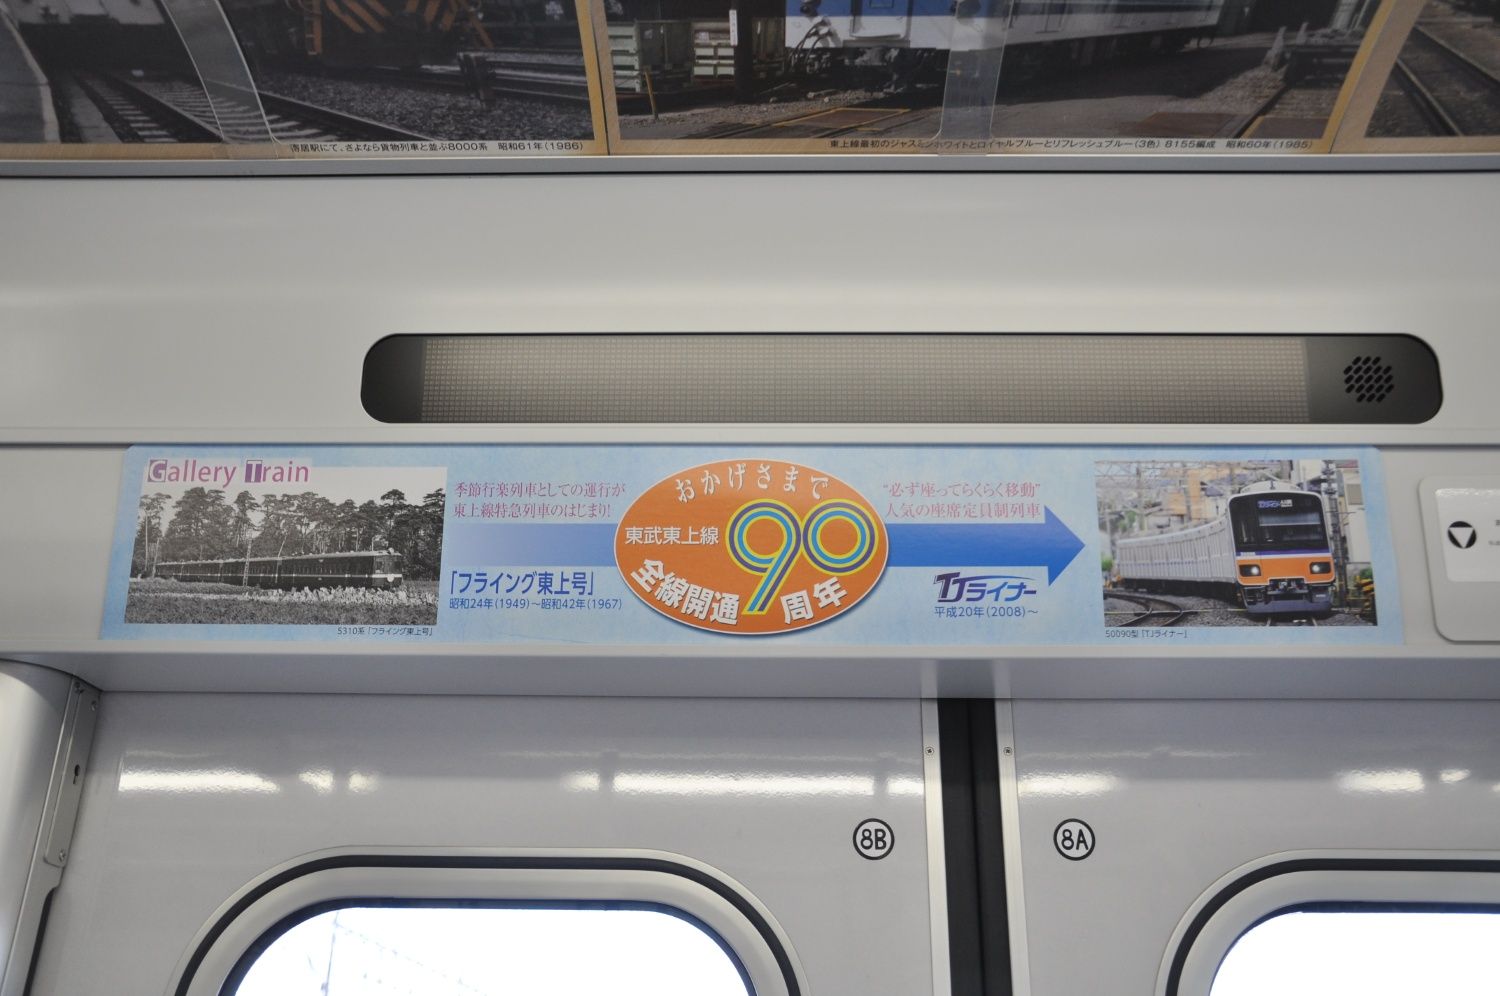 寄居駅にて、さよなら貨物列車と並ぶ8000系 昭和61年(1986)
東上線最初のジャスミンホワイトとロイヤルブルーとリフレッシュブルー(3色) 8155編成 昭和60年(1985)
Gallery Train
5310系「フライング東上号」
季節行楽列車としての運行が
東上線特急列車のはじまり!
「フライング東上号」
昭和24年(1949)～昭和42年(1967)
おかげさまで
東武東上線
90
全線開通 周年
“必ず座ってらくらく移動”
人気の座席定員制列車
TJライナー
平成20年(2008)～
50090型「TJライナー」
8B
8A